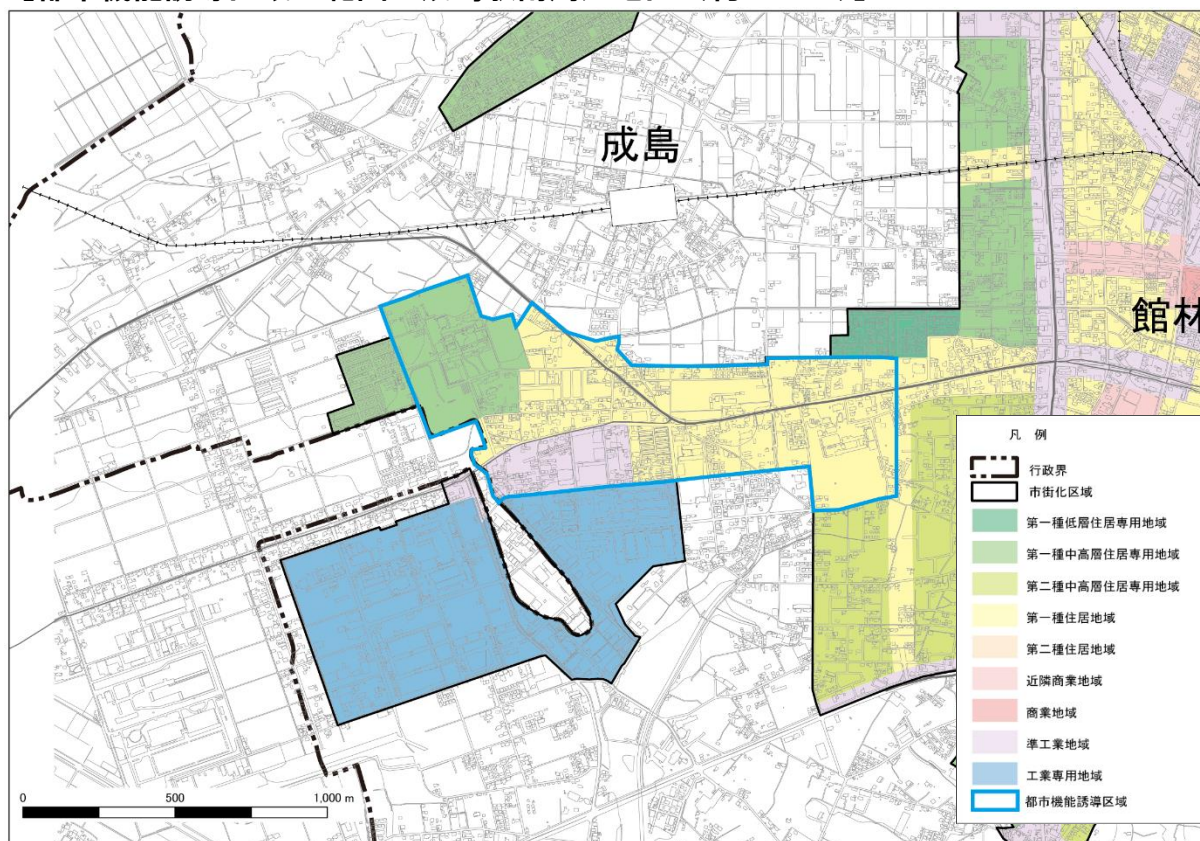 成島
館林
凡 例
行政界
市街化区域
第一種低層住居専用地域
第一種中高層住居専用地域
第二種中高層住居専用地域
第一種住居地域
第二種住居地域
近隣商業地域
商業地域
準工業地域
工業専用地域
都市機能誘導区域
0 500 1,000 m